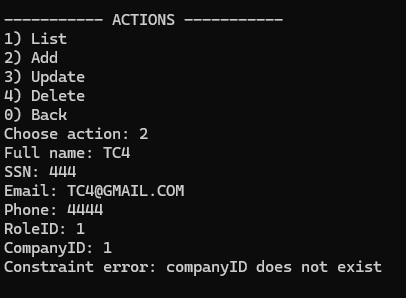 ----------- ACTIONS -----------
1) List
2) Add
3) Update
4) Delete
0) Back
Choose action: 2
Full name: TC4
SSN: 444
Email: TC4@GMAIL.COM
Phone: 4444
RoleID: 1
CompanyID: 1
Constraint error: companyID does not exist